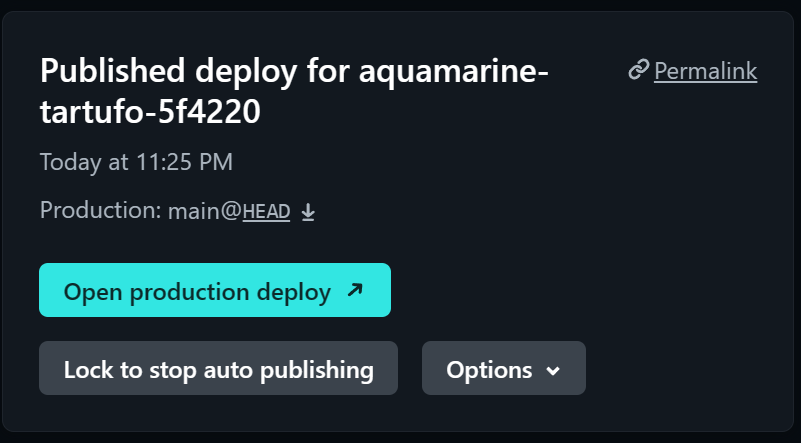 Published deploy for aquamarine-
tartufo-5f4220
Permalink
Today at 11:25 PM
Production: main@HEAD
Open production deploy
Lock to stop auto publishing
Options